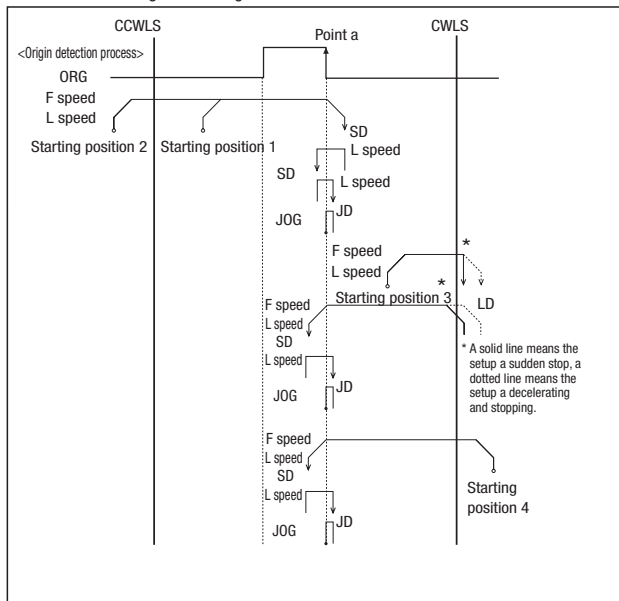 CCWLS
Point a
CWLS
<Origin detection process>
ORG
F speed
L speed
Starting position 2
Starting position 1
SD
L speed
SD
L speed
JOG
JD
F speed
*
L speed
Starting position 3
*
LD
F speed
L speed
SD
L speed
* A solid line means the
setup a sudden stop, a
dotted line means the
setup a decelerating
and stopping.
JOG
JD
F speed
L speed
SD
L speed
Starting
position 4
JOG
JD